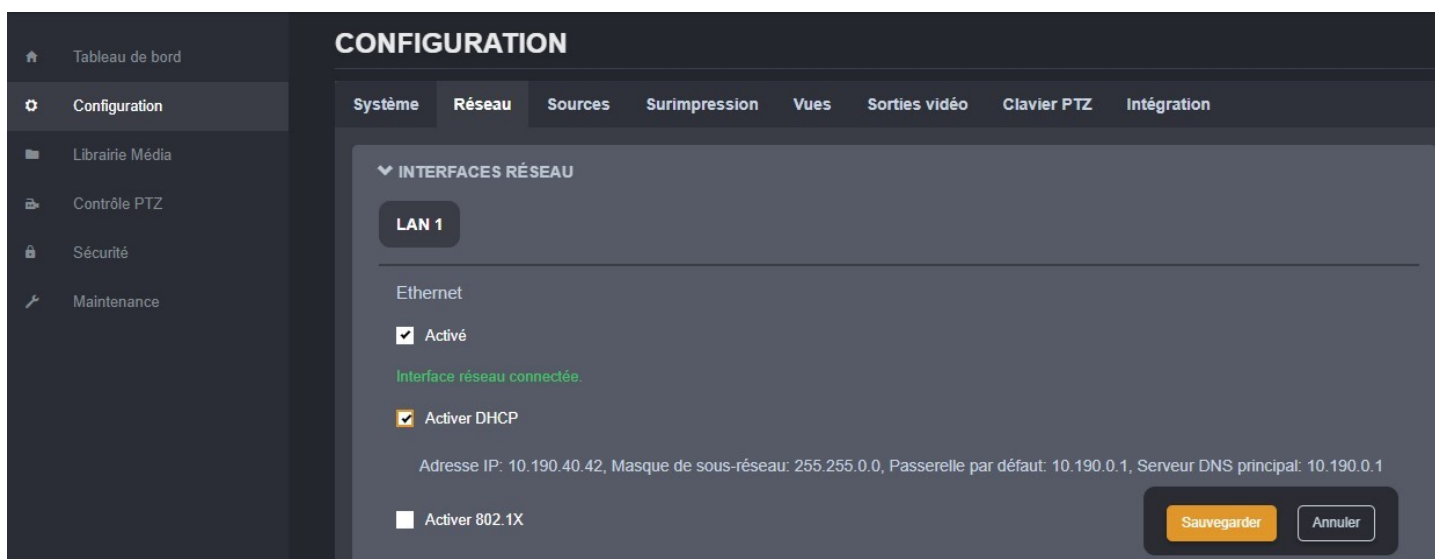 CONFIGURATION
Tableau de bord
Configuration
Librairie Média
Contrôle PTZ
Sécurité
Maintenance
Système Réseau Sources Surimpression Vues Sorties vidéo Clavier PTZ Intégration
INTERFACES RÉSEAU
LAN 1
Ethernet
Activé
Interface réseau connectée.
Activer DHCP
Adresse IP: 10.190.40.42, Masque de sous-réseau: 255.255.0.0, Passerelle par défaut: 10.190.0.1, Serveur DNS principal: 10.190.0.1
Activer 802.1X
Sauvegarder Annuler